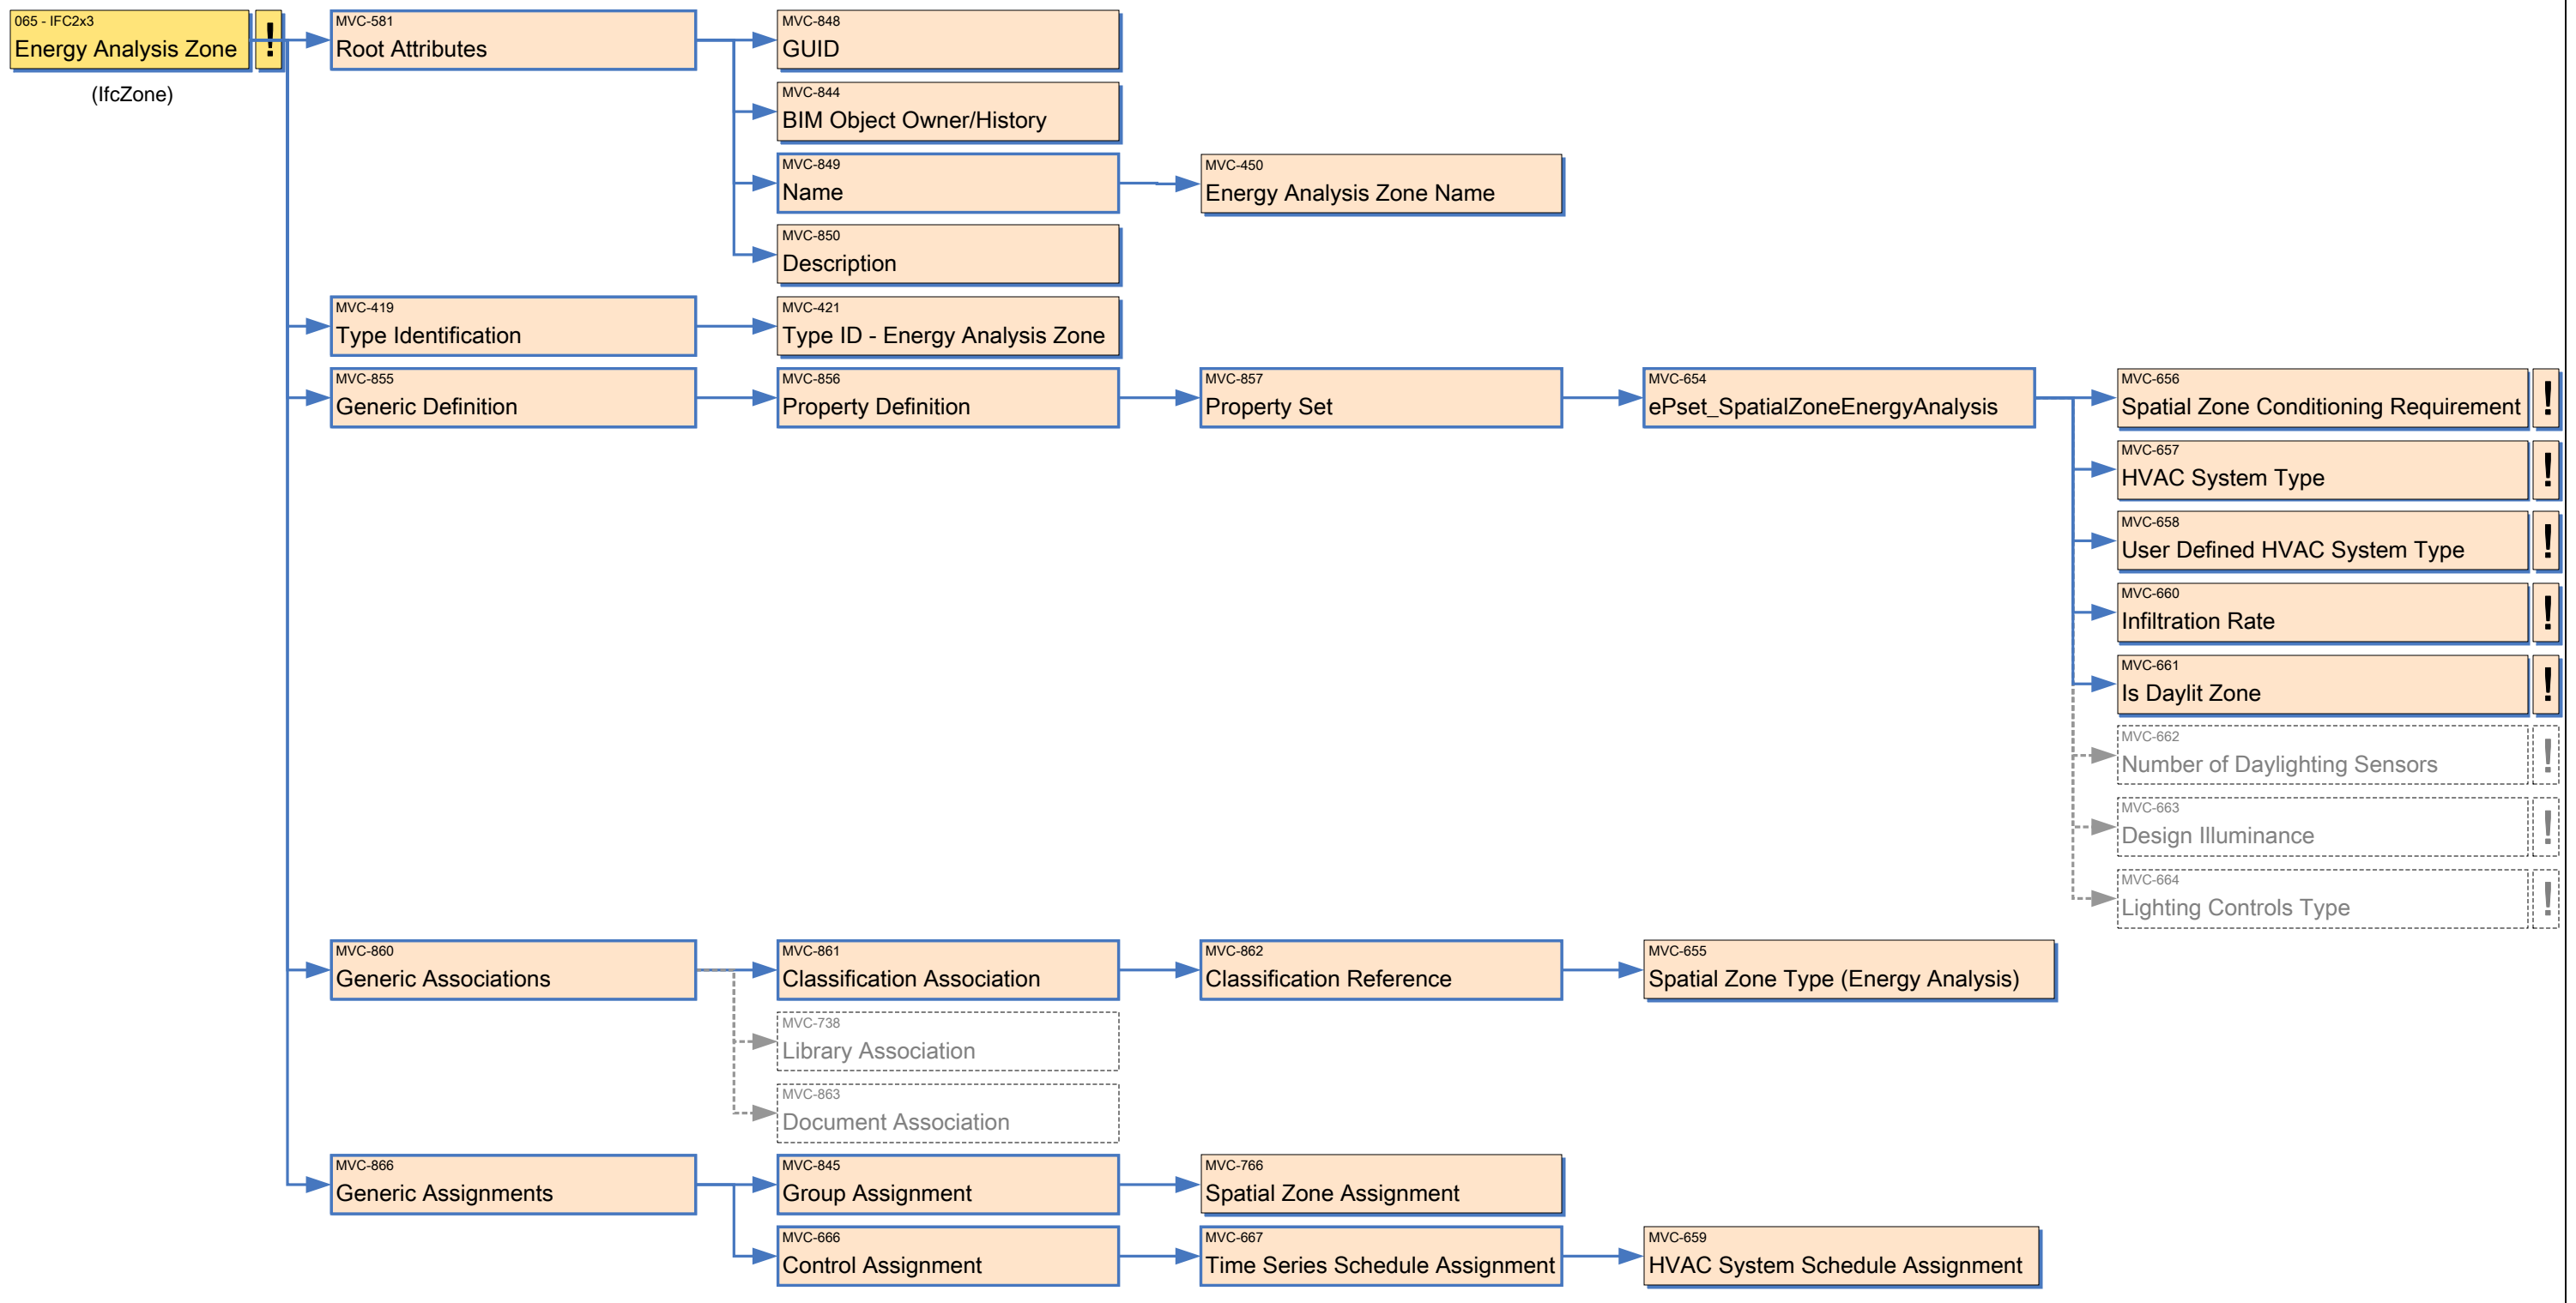 065 - IFC2x3
Energy Analysis Zone
!
(IfcZone)
MVC-581
Root Attributes
MVC-848
GUID
MVC-844
BIM Object Owner/History
MVC-849
Name
MVC-450
Energy Analysis Zone Name
MVC-850
Description
MVC-419
Type Identification
MVC-421
Type ID - Energy Analysis Zone
MVC-855
Generic Definition
MVC-856
Property Definition
MVC-857
Property Set
MVC-654
ePset_SpatialZoneEnergyAnalysis
MVC-656
Spatial Zone Conditioning Requirement
!
MVC-657
HVAC System Type
!
MVC-658
User Defined HVAC System Type
!
MVC-660
Infiltration Rate
!
MVC-661
Is Daylit Zone
!
MVC-662
Number of Daylighting Sensors
!
MVC-663
Design Illuminance
!
MVC-664
Lighting Controls Type
!
MVC-860
Generic Associations
MVC-861
Classification Association
MVC-862
Classification Reference
MVC-655
Spatial Zone Type (Energy Analysis)
MVC-738
Library Association
MVC-863
Document Association
MVC-866
Generic Assignments
MVC-845
Group Assignment
MVC-766
Spatial Zone Assignment
MVC-666
Control Assignment
MVC-667
Time Series Schedule Assignment
MVC-659
HVAC System Schedule Assignment